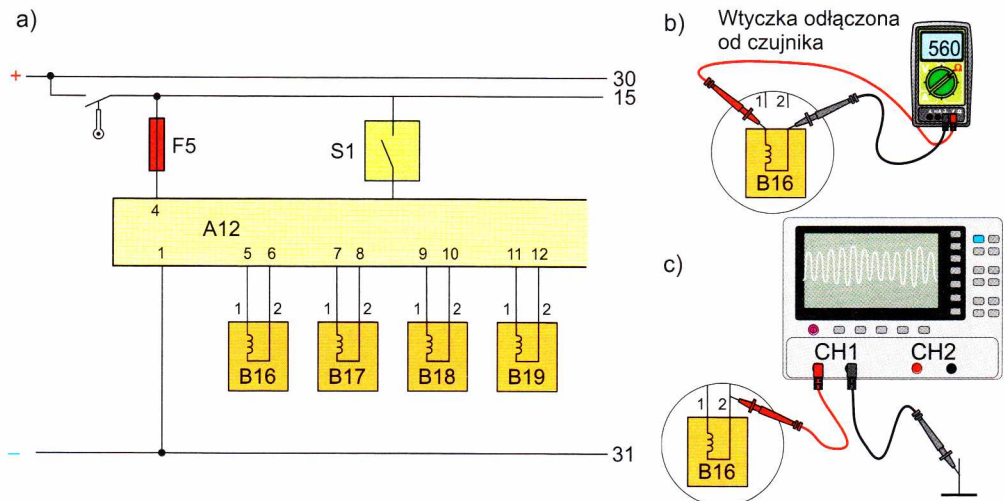 a)
+
30
15
F5
S1
4
A12
1
5 6 7 8 9 10 11 12
1 2 1 2 1 2 1 2
B16 B17 B18 B19
−
31
b)
Wtyczka odłączona
od czujnika
560
Ω
1 2
B16
c)
CH1 CH2
1 2
B16